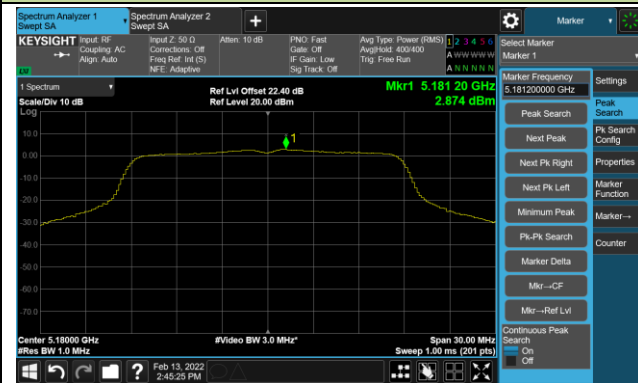 Spectrum Analyzer 1
Swept SA
Spectrum Analyzer 2
Swept SA
+
Marker
KEYSIGHT
Input: RF
Coupling: AC
Align: Auto
Input Z: 50 Ω
Corrections: Off
Freq Ref: Int (S)
NFE: Adaptive
Atten: 10 dB
PNO: Fast
Gate: Off
IF Gain: Low
Sig Track: Off
Avg Type: Power (RMS)
Avg|Hold: 400/400
Trig: Free Run
1 2 3 4 5 6
A W W W W W
A N N N N N
Select Marker
Marker 1
1 Spectrum
Scale/Div 10 dB
Log
Ref Lvl Offset 22.40 dB
Ref Level 20.00 dBm
Mkr1 5.181 20 GHz
2.874 dBm
1
10.0
0.00
-10.0
-20.0
-30.0
-40.0
-50.0
-60.0
-70.0
Center 5.18000 GHz
#Res BW 1.0 MHz
#Video BW 3.0 MHz*
Span 30.00 MHz
Sweep 1.00 ms (201 pts)
Marker Frequency
5.181200000 GHz
Peak Search
Next Peak
Next Pk Right
Next Pk Left
Minimum Peak
Pk-Pk Search
Marker Delta
Mkr→CF
Mkr→Ref Lvl
Continuous Peak
Search
On
Off
Settings
Peak
Search
Pk Search
Config
Properties
Marker
Function
Marker→
Counter
?
Feb 13, 2022
2:45:25 PM